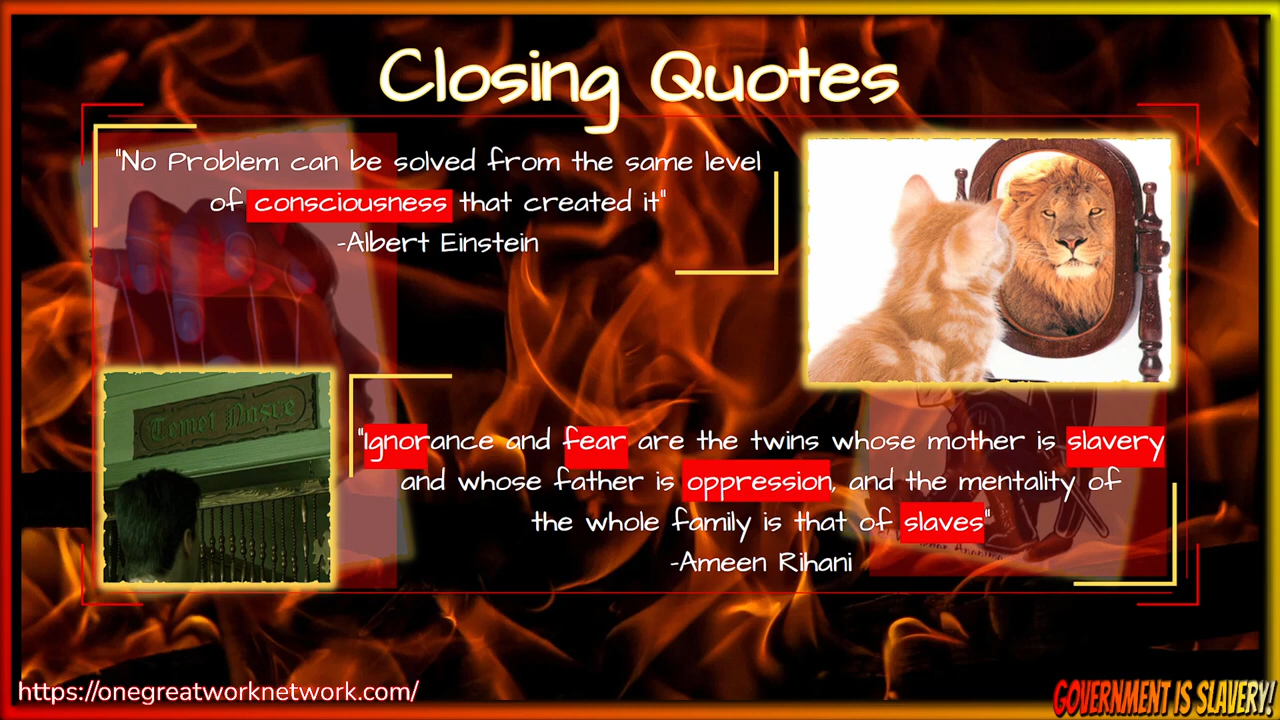 Closing Quotes
"No Problem can be solved from the same level
of consciousness that created it"
-Albert Einstein
Temet Nosce
"Ignorance and fear are the twins whose mother is slavery
and whose father is oppression, and the mentality of
the whole family is that of slaves"
-Ameen Rihani
https://onegreatworknetwork.com/
GOVERNMENT IS SLAVERY!